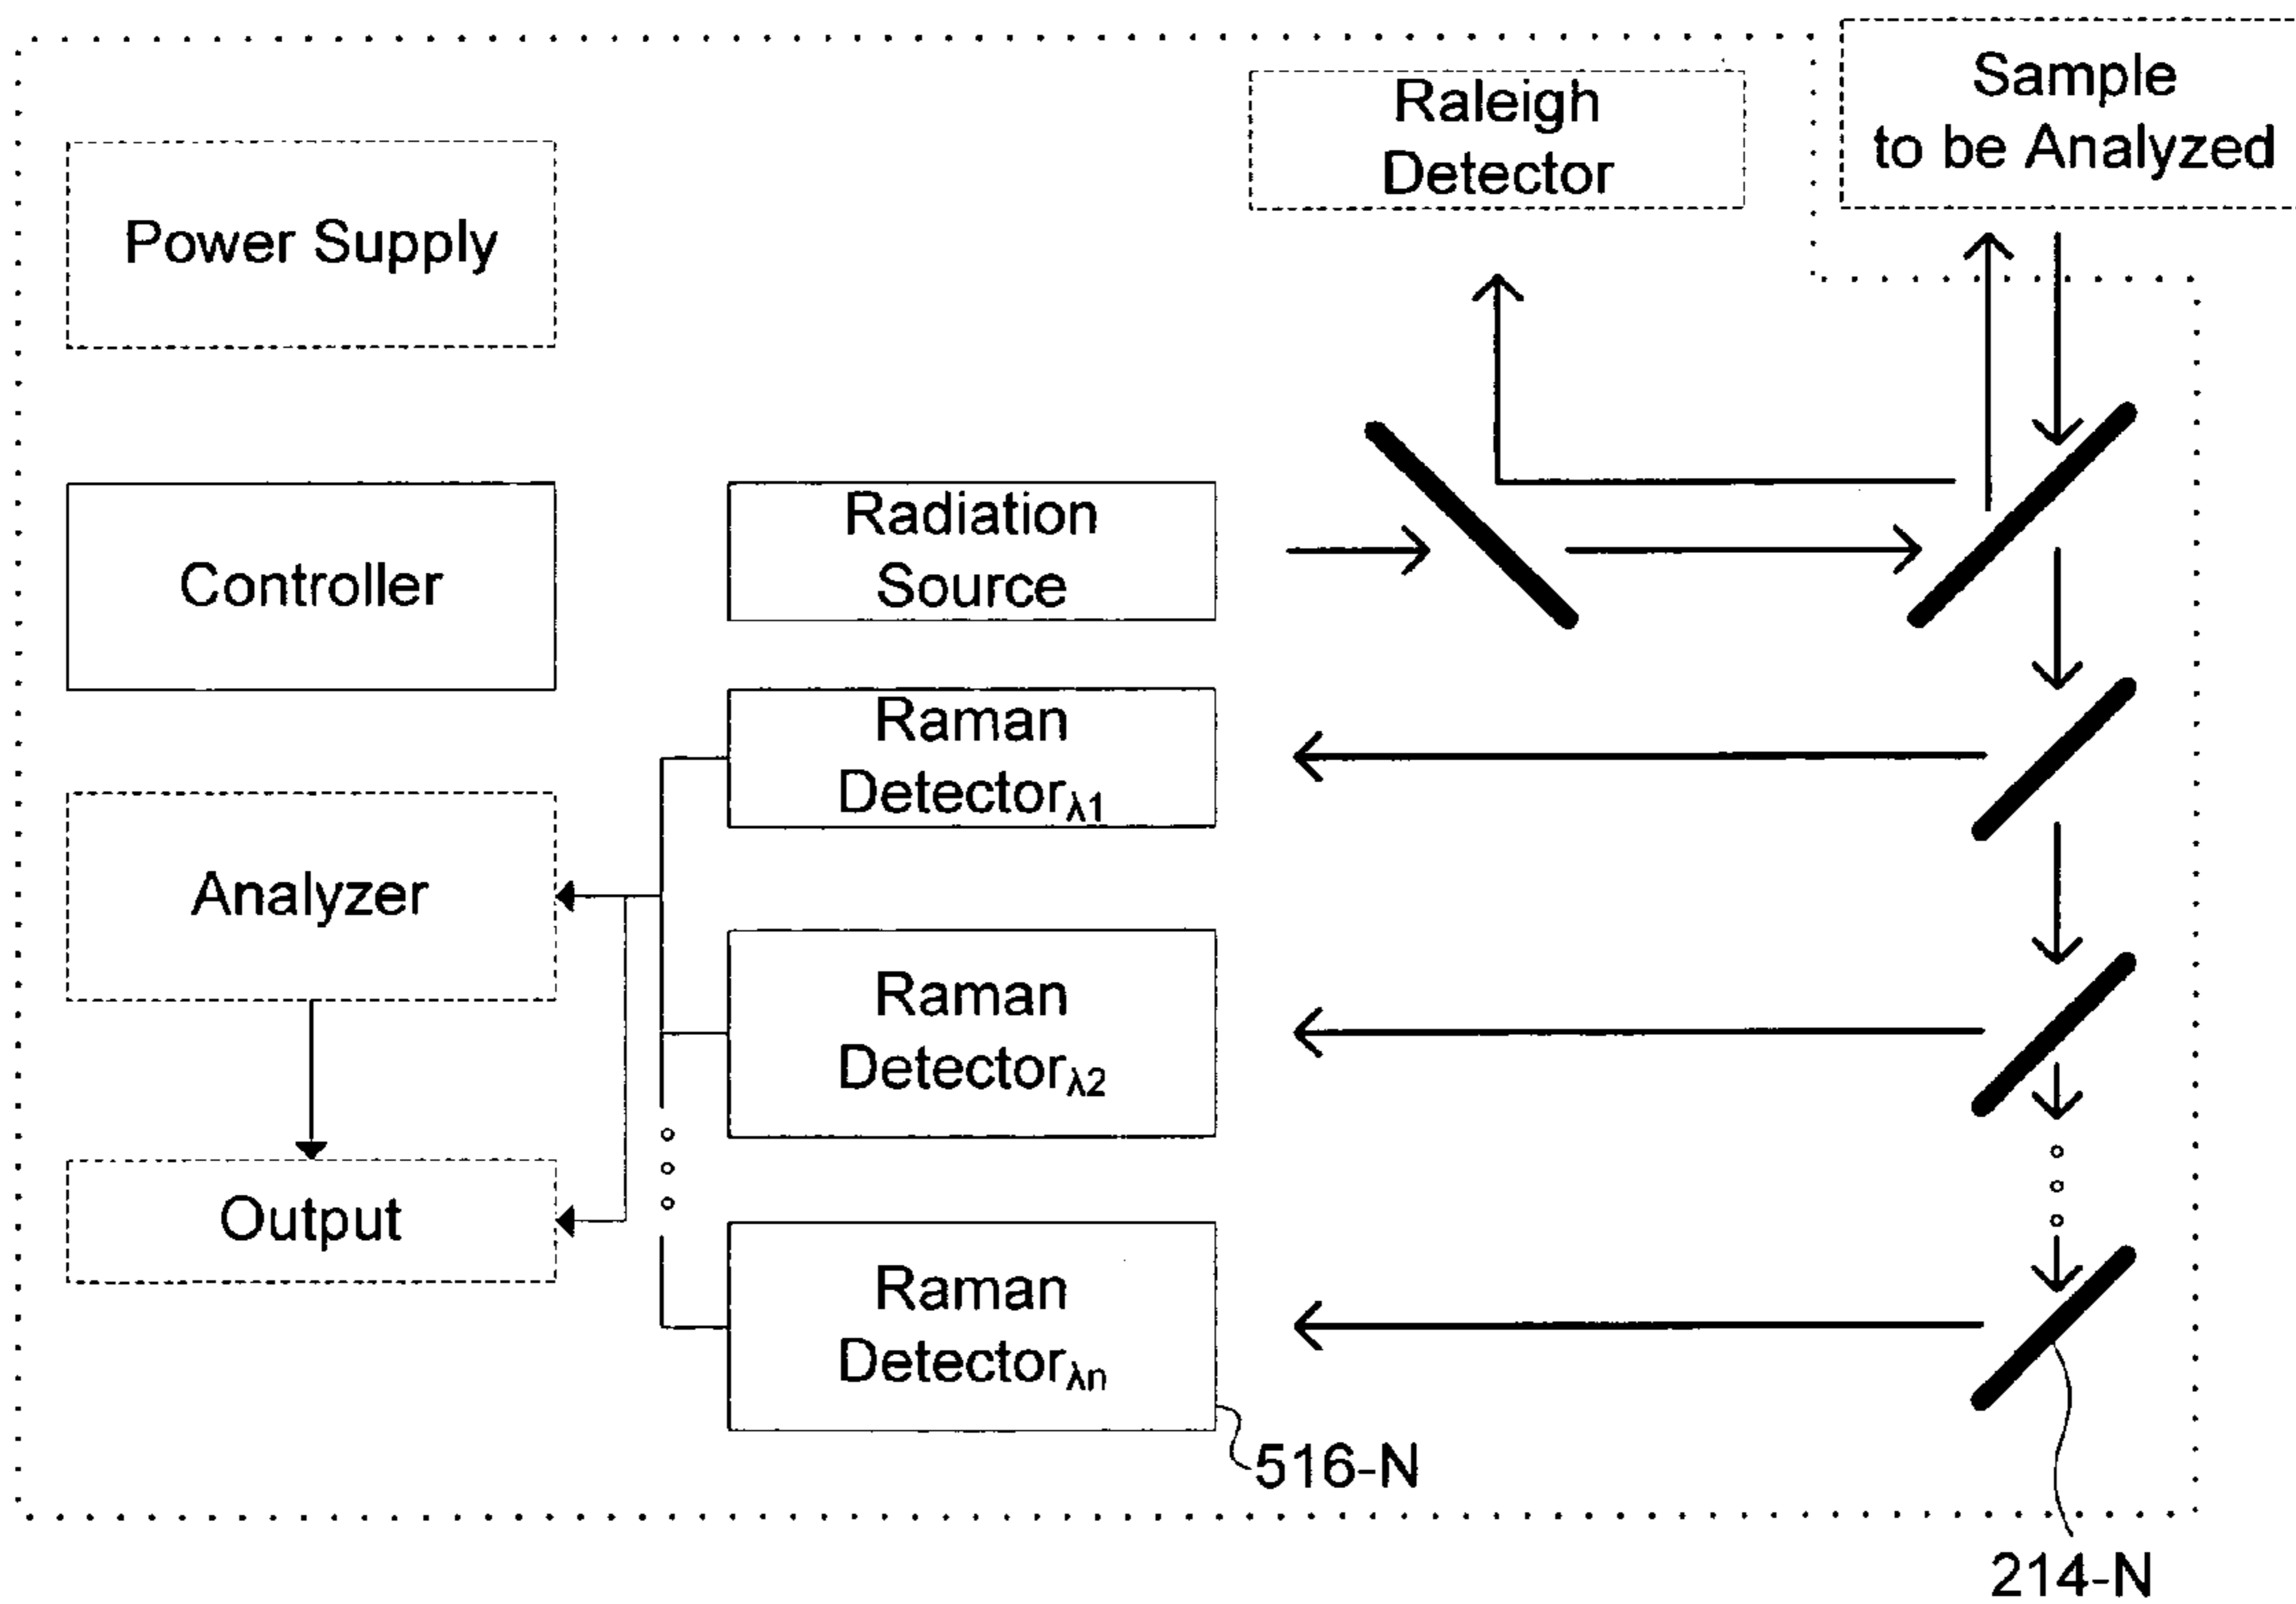 Sample
to be Analyzed
Raleigh
Detector
Power Supply
Radiation
Source
Controller
Raman
Detectorλ1
Analyzer
Raman
Detectorλ2
Output
Raman
Detectorλn
516-N
214-N